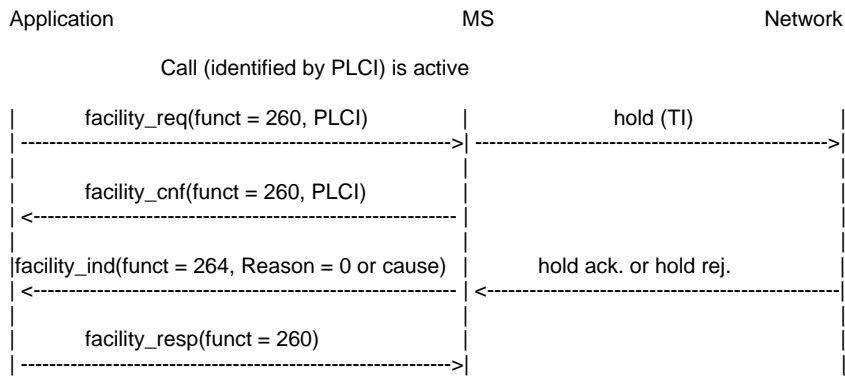 Application MS Network
Call (identified by PLCI) is active
facility_req(funct = 260, PLCI) hold (TI)
facility_cnf(funct = 260, PLCI)
facility_ind(funct = 264, Reason = 0 or cause) hold ack. or hold rej.
facility_resp(funct = 260)